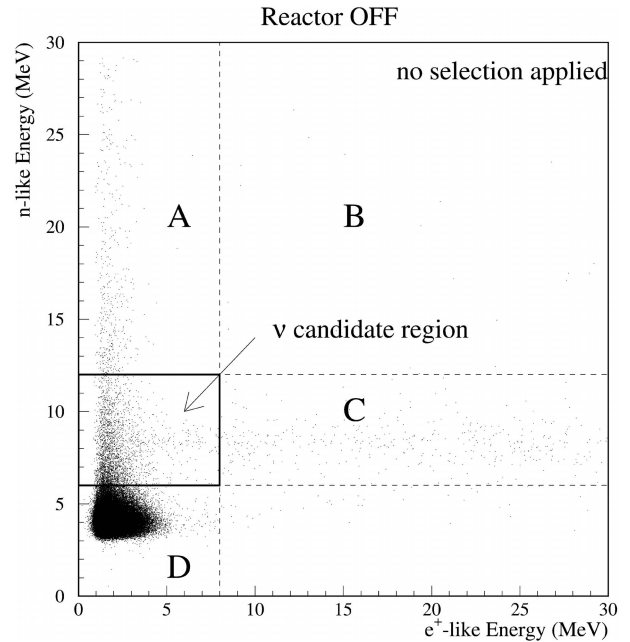 Reactor OFF
n-like Energy (MeV)
30
no selection applied
25
A
B
20
15
ν candidate region
C
10
5
D
0
0 5 10 15 20 25 30
e⁺-like Energy (MeV)